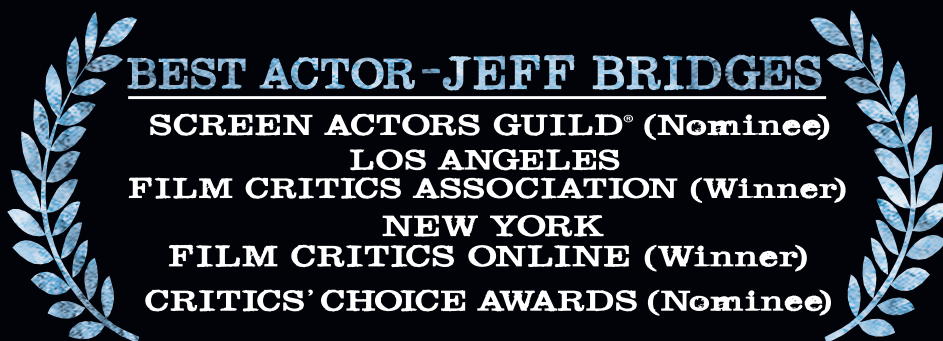 BEST ACTOR-JEFF BRIDGES
SCREEN ACTORS GUILD® (Nominee)
LOS ANGELES
FILM CRITICS ASSOCIATION (Winner)
NEW YORK
FILM CRITICS ONLINE (Winner)
CRITICS' CHOICE AWARDS (Nominee)